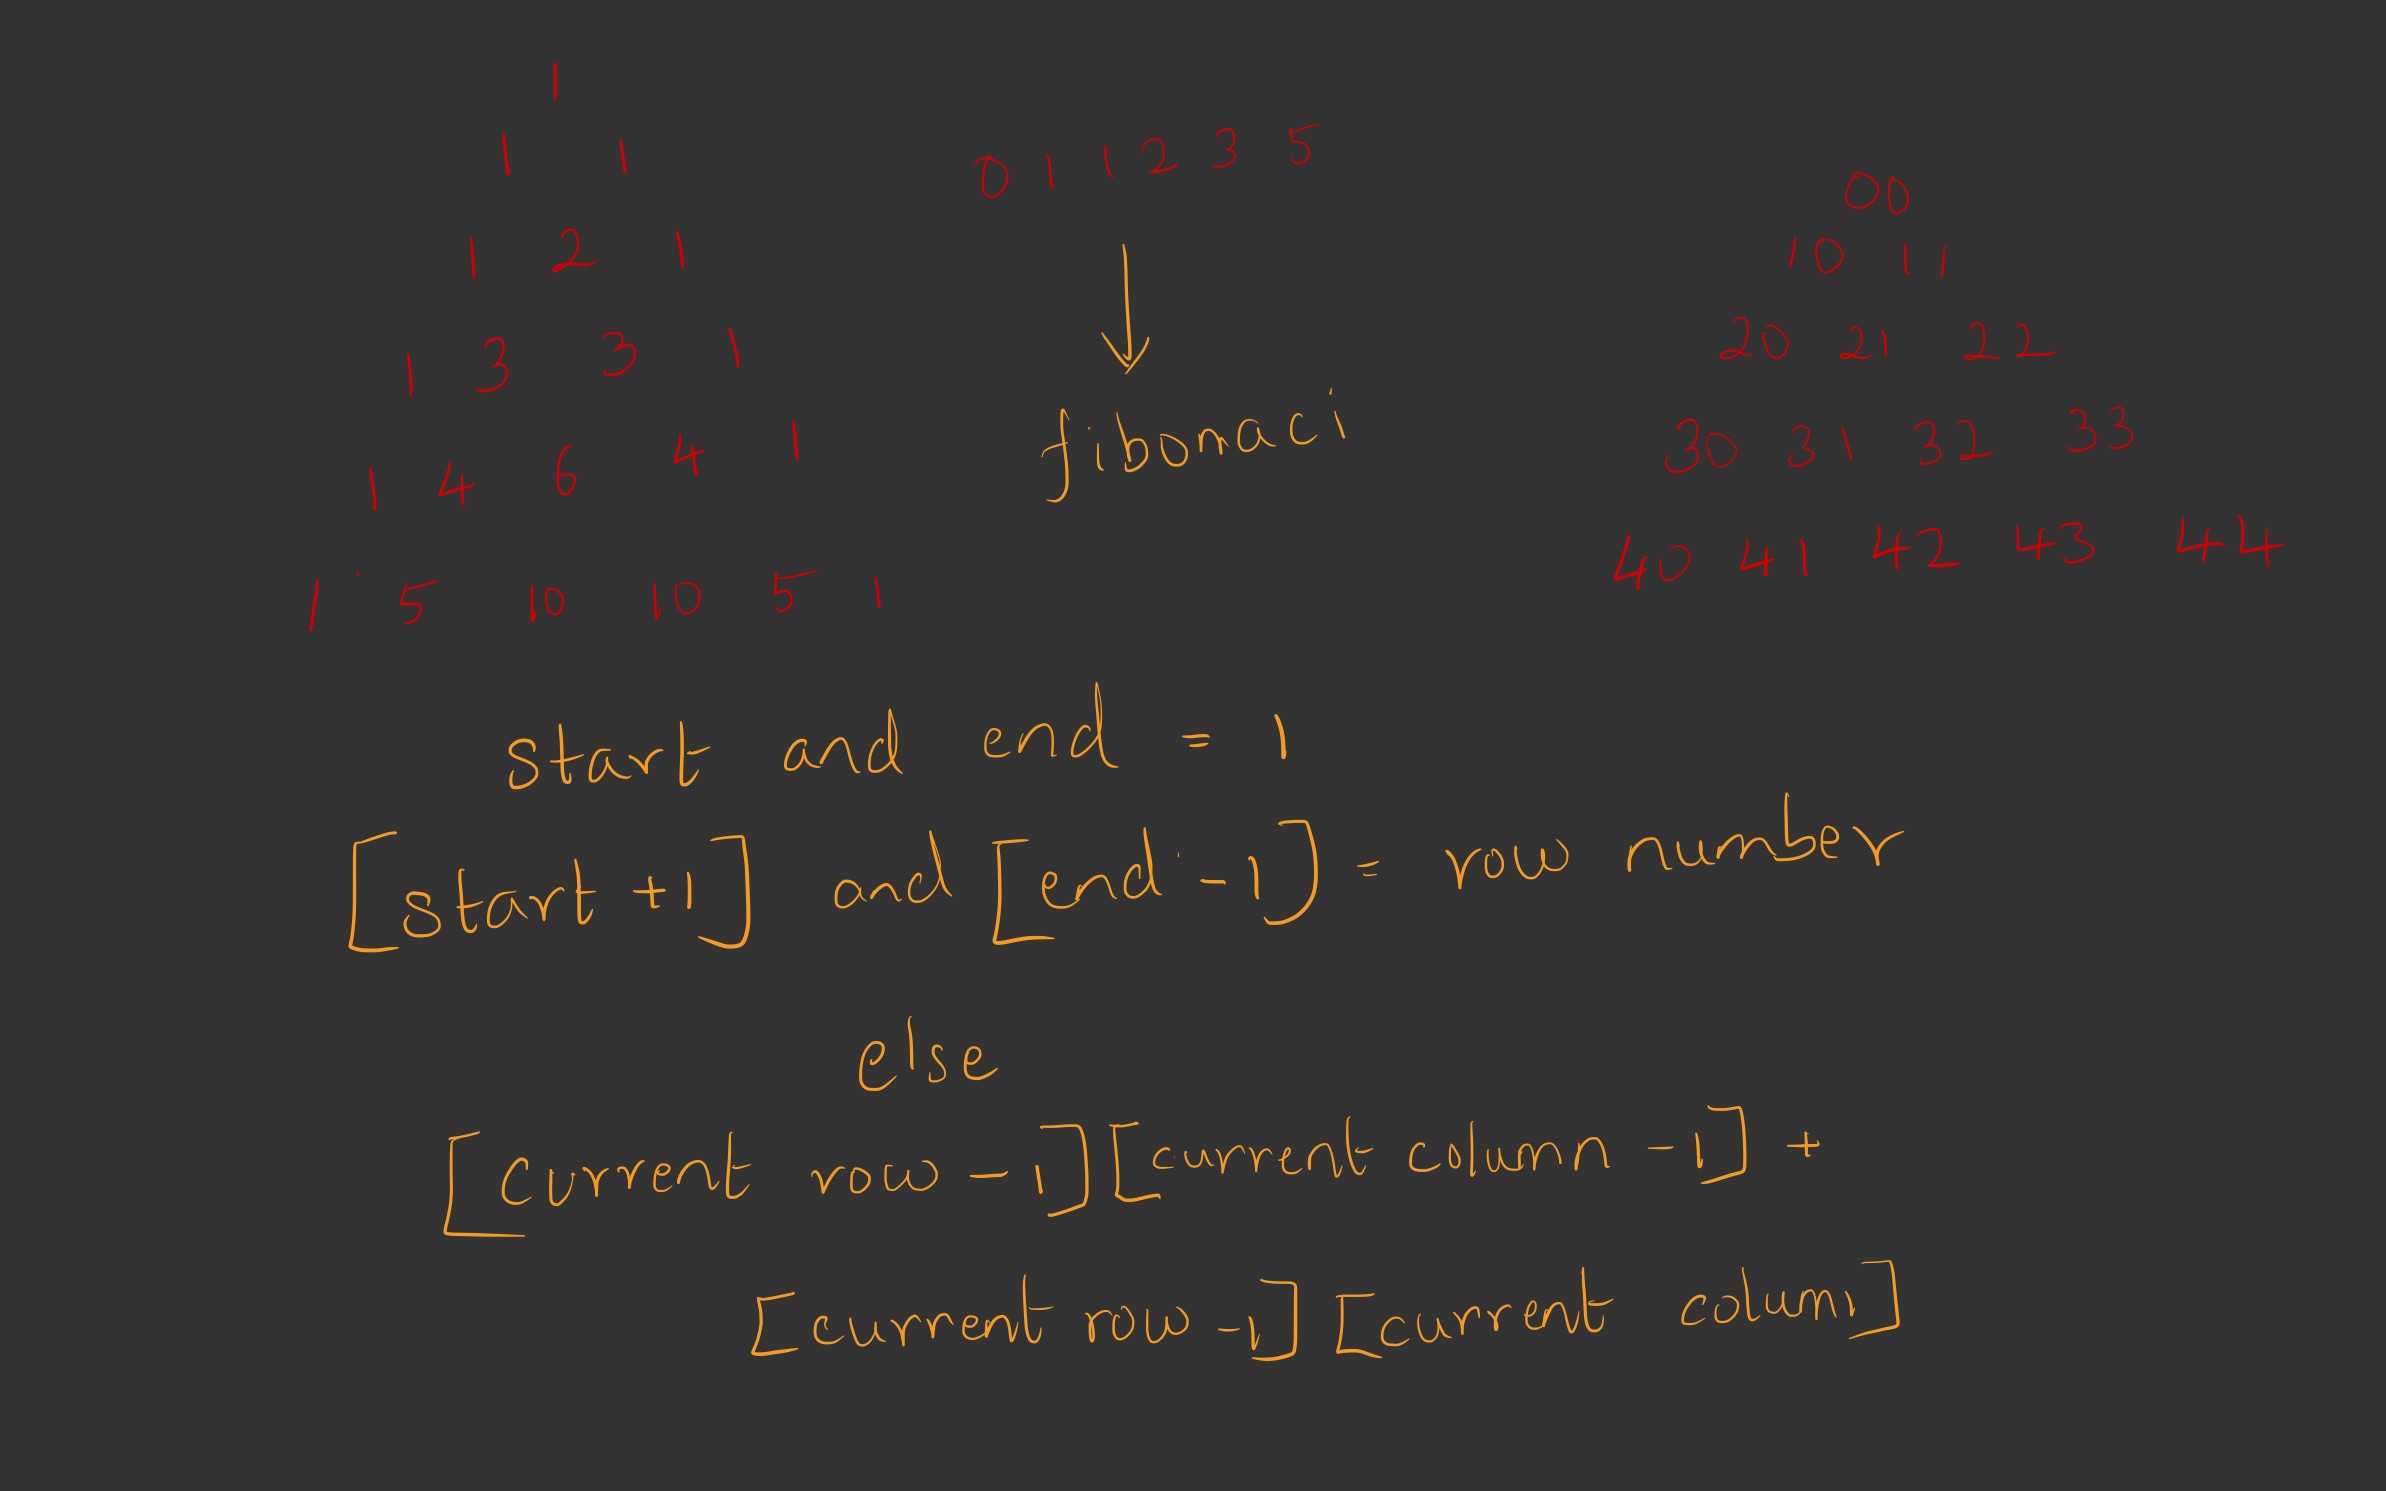 1
1 1
1 2 1
1 3 3 1
1 4 6 4 1
1 5 10 10 5 1
0 1 1 2 3 5
fibonaci
00
10 11
20 21 22
30 31 32 33
40 41 42 43 44
start and end = 1
[start +1] and [end -1] = row number
else
[current row -1][current column -1] +
[current row -1][current column]